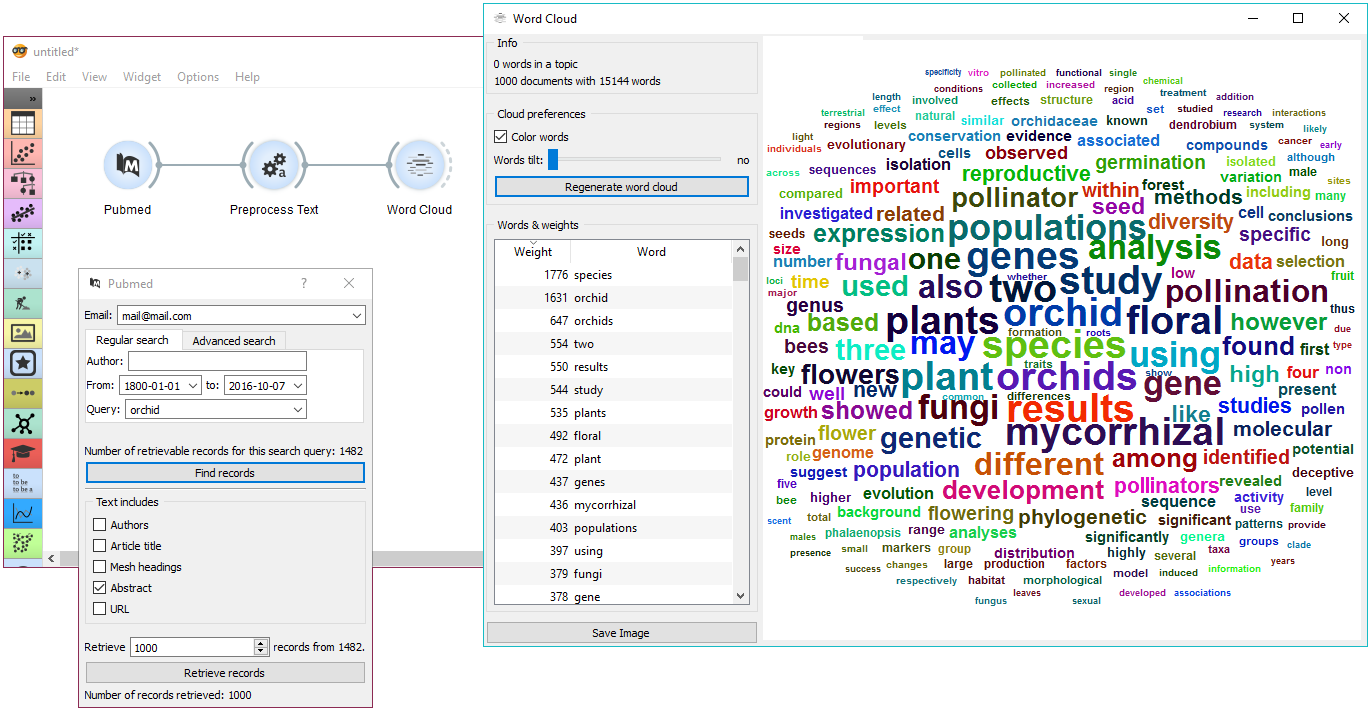 untitled*
File Edit View Widget Options Help
»
Pubmed
Preprocess Text
Word Cloud
to
to be
to be a
Pubmed
?
Email: mail@mail.com
Regular search Advanced search
Author:
From: 1800-01-01 to: 2016-10-07
Query: orchid
Number of retrievable records for this search query: 1482
Find records
Text includes
Authors
Article title
Mesh headings
Abstract
URL
Retrieve 1000 records from 1482.
Retrieve records
Number of records retrieved: 1000
Word Cloud
Info
0 words in a topic
1000 documents with 15144 words
Cloud preferences
Color words
Words tilt: no
Regenerate word cloud
Words & weights
Weight Word
1776 species
1631 orchid
647 orchids
554 two
550 results
544 study
535 plants
492 floral
472 plant
437 genes
436 mycorrhizal
403 populations
397 using
379 fungi
378 gene
Save Image
specificity vitro pollinated functional single
conditions collected increased region chemical
length involved effects structure acid treatment addition
terrestrial effect natural similar orchidaceae known set studied research interactions
regions levels conservation evidence associated dendrobium system likely
light individuals evolutionary cells observed compounds cancer early
across sequences isolation reproductive germination isolated although
compared important pollinator within forest variation male sites
investigated related seed methods including many
seeds expression populations diversity cell conclusions
size number fungal one genes analysis specific long
loci time used also two whether study low data selection fruit
major genus plants orchid floral pollination thus
dna based formation roots however due
bees three may species using found first type
key flowers plant traits orchids show gene high four non
could well new common differences present
growth showed fungi results like studies pollen
protein flower genetic mycorrhizal molecular
role genome different among identified potential
five suggest population revealed deceptive
bee higher evolution development pollinators sequence activity level
scent total background flowering phylogenetic significant use family
males phalaenopsis range analyses significantly genera patterns provide
presence small markers group distribution highly several taxa groups clade
success changes large production factors model induced information years
respectively habitat morphological
fungus leaves sexual developed associations